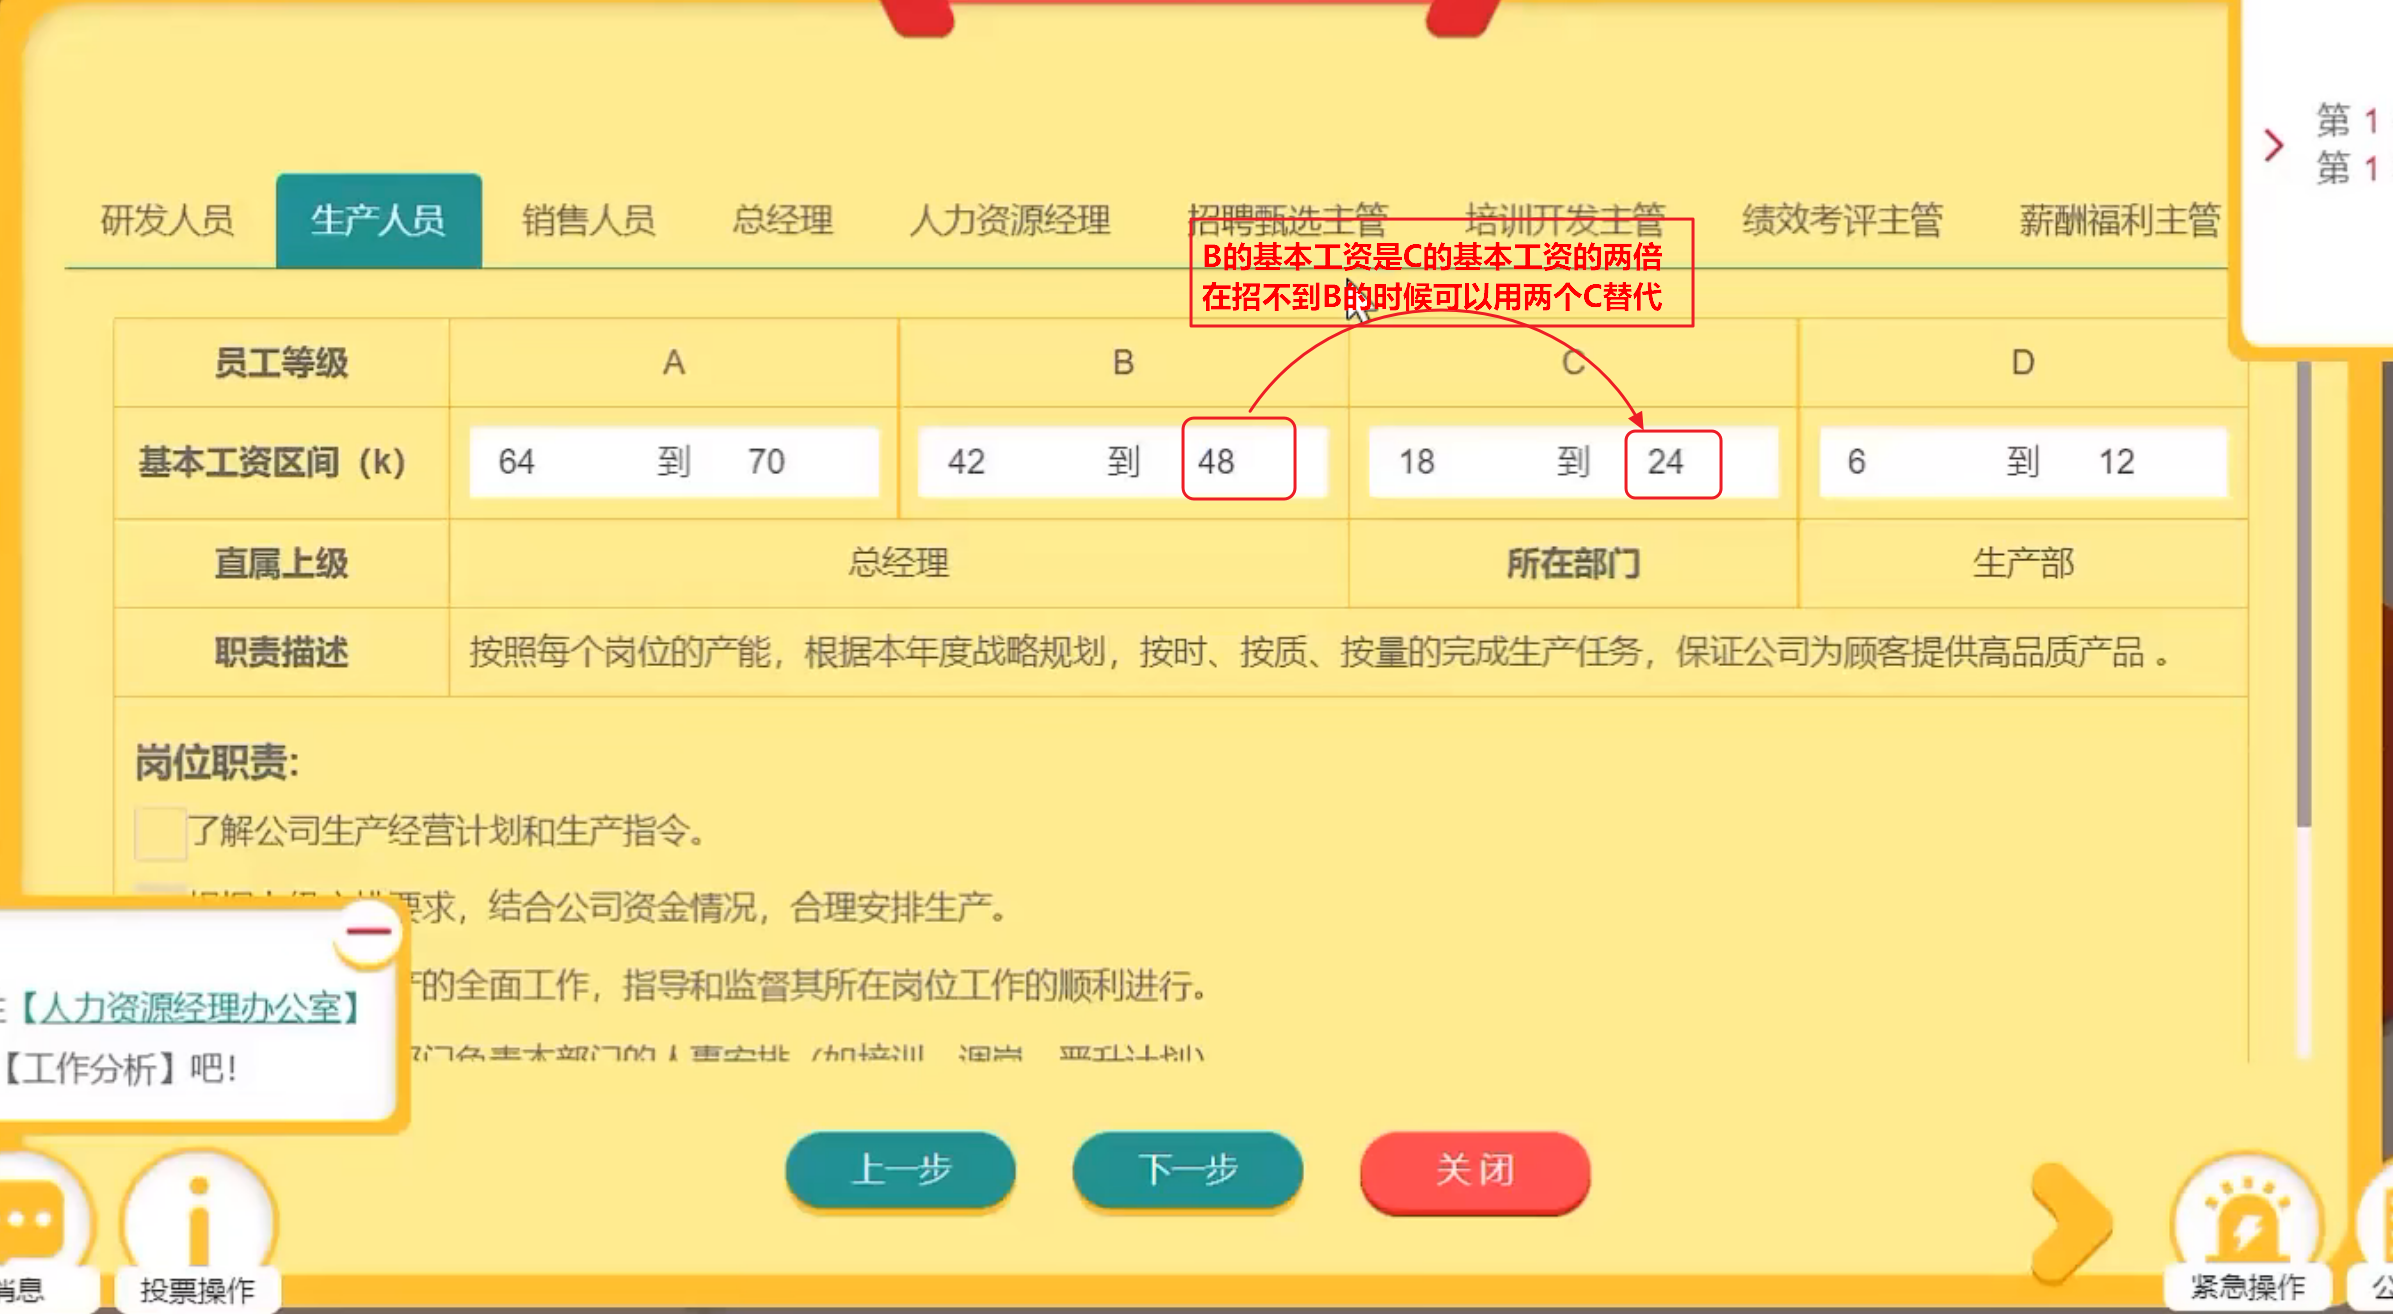 第 1
第 1
研发人员 生产人员 销售人员 总经理 人力资源经理 招聘甄选主管 培训开发主管 绩效考评主管 薪酬福利主管
B的基本工资是C的基本工资的两倍
在招不到B的时候可以用两个C替代
员工等级 A B C D
基本工资区间（k） 64 到 70 42 到 48 18 到 24 6 到 12
直属上级 总经理 所在部门 生产部
职责描述 按照每个岗位的产能，根据本年度战略规划，按时、按质、按量的完成生产任务，保证公司为顾客提供高品质产品 。
岗位职责:
了解公司生产经营计划和生产指令。
要求，结合公司资金情况，合理安排生产。
的全面工作，指导和监督其所在岗位工作的顺利进行。
【人力资源经理办公室】
【工作分析】吧！
上一步 下一步 关 闭
消息 投票操作 紧急操作